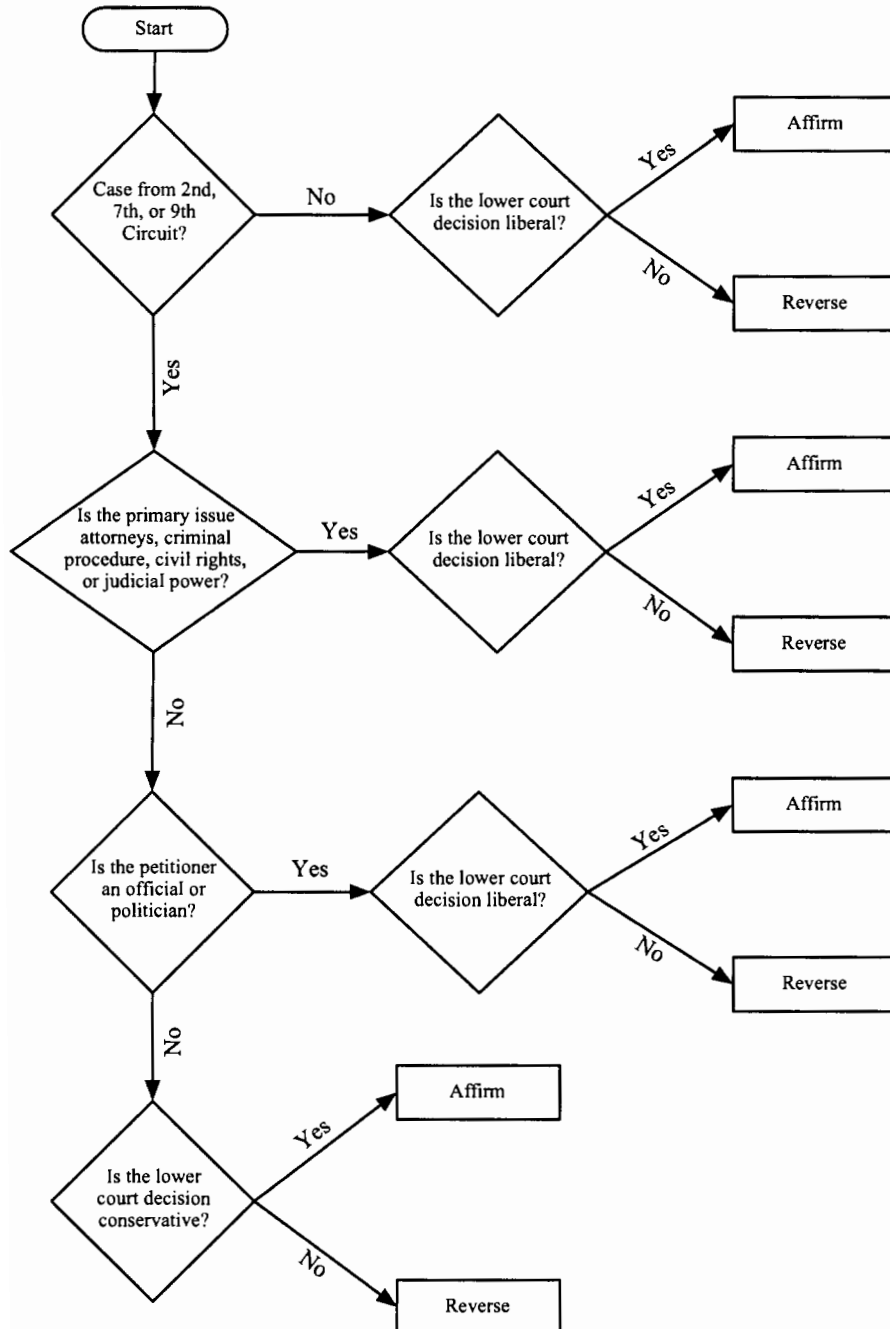 Start
Case from 2nd,
7th, or 9th
Circuit?
No
Is the lower court
decision liberal?
Yes
Affirm
No
Reverse
Yes
Is the primary issue
attorneys, criminal
procedure, civil rights,
or judicial power?
Yes
Is the lower court
decision liberal?
Yes
Affirm
No
Reverse
No
Is the petitioner
an official or
politician?
Yes
Is the lower court
decision liberal?
Yes
Affirm
No
Reverse
No
Is the lower
court decision
conservative?
Yes
Affirm
No
Reverse